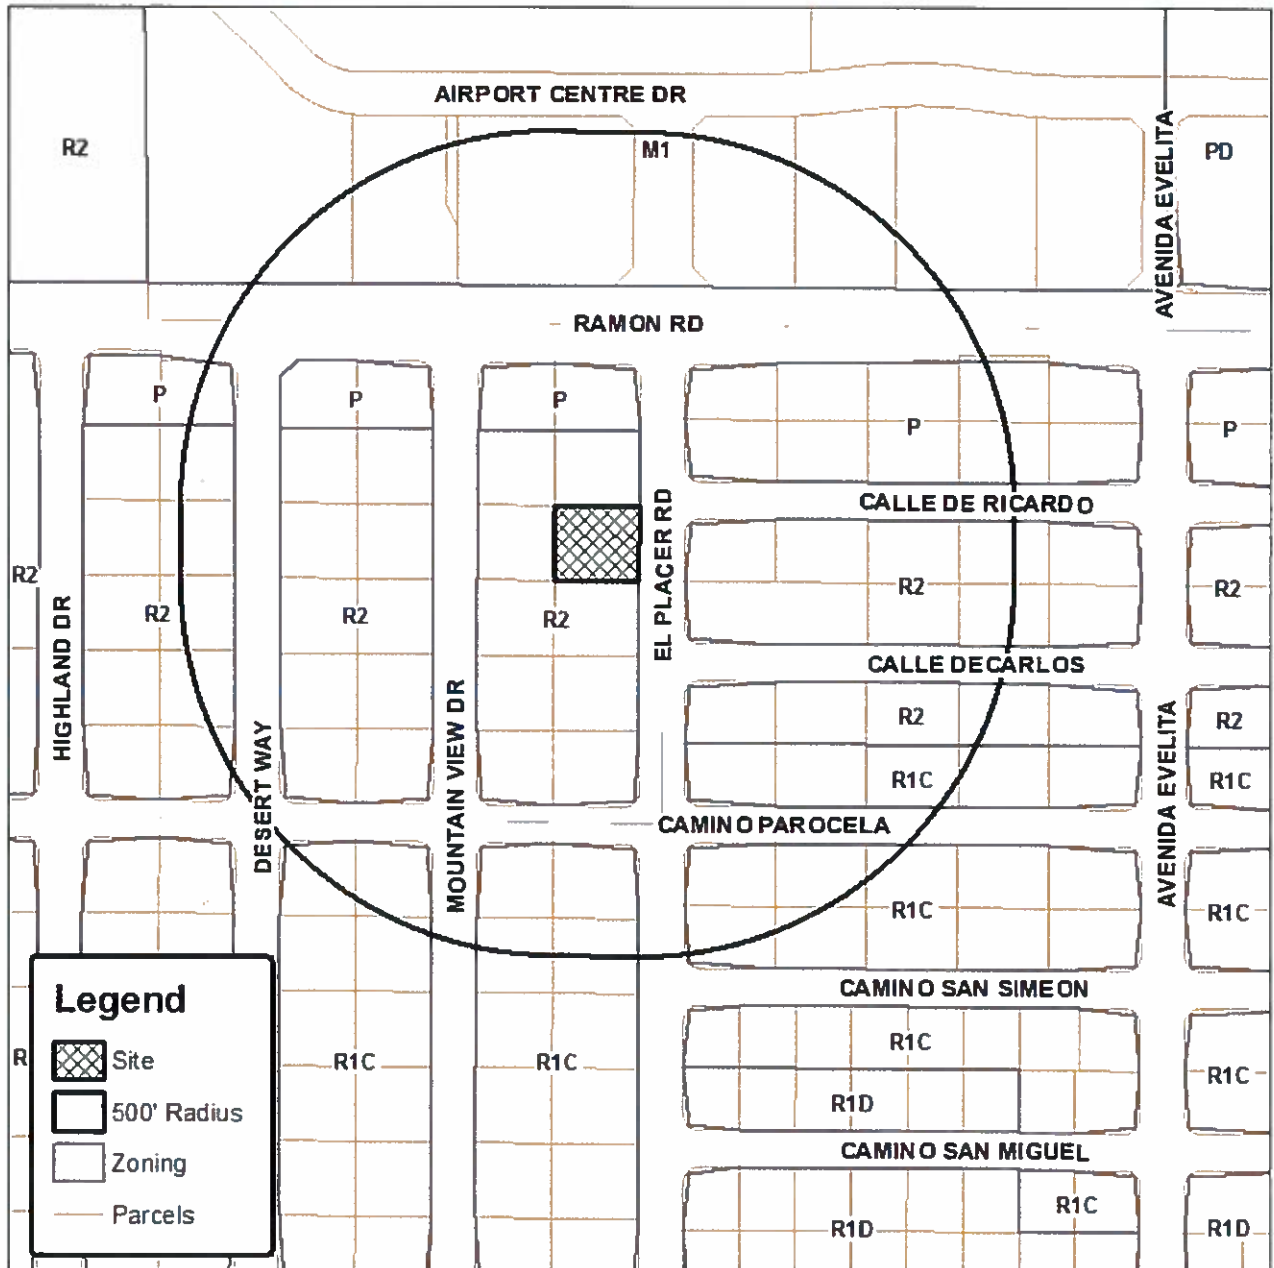 AIRPORT CENTRE DR
R2
M1
PD
AVENIDA EVELITA
RAMON RD
P
P
P
P
P
CALLE DE RICARDO
EL PLACER RD
R2
R2
R2
R2
R2
R2
HIGHLAND DR
CALLE DE CARLOS
MOUNTAIN VIEW DR
DESERT WAY
R2
R2
AVENIDA EVELITA
R1C
R1C
CAMINO PAROCELA
R1C
R1C
CAMINO SAN SIMEON
Legend
Site
500' Radius
Zoning
Parcels
R
R1C
R1C
R1C
R1C
R1D
CAMINO SAN MIGUEL
R1C
R1D
R1D